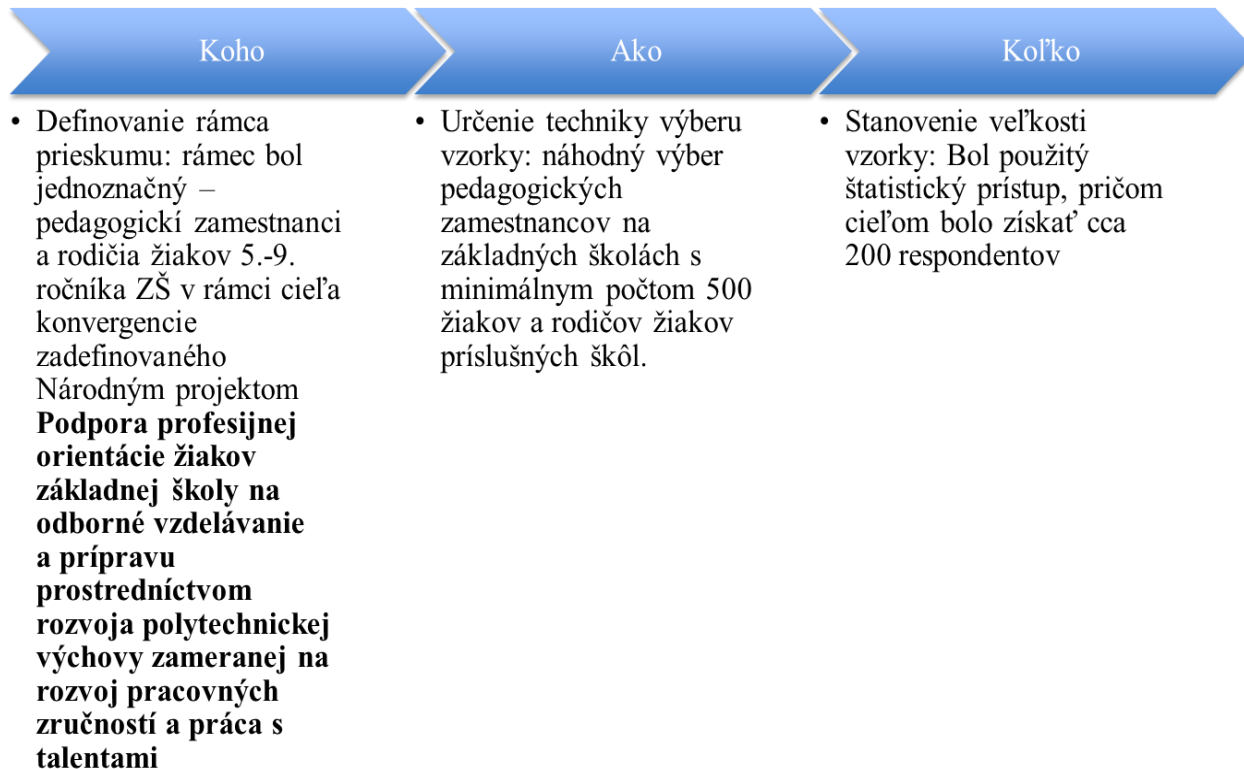 Koho
Ako
Koľko
• Definovanie rámca
prieskumu: rámec bol
jednoznačný –
pedagogickí zamestnanci
a rodičia žiakov 5.-9.
ročníka ZŠ v rámci cieľa
konvergencie
zadefinovaného
Národným projektom
Podpora profesijnej
orientácie žiakov
základnej školy na
odborné vzdelávanie
a prípravu
prostredníctvom
rozvoja polytechnickej
výchovy zameranej na
rozvoj pracovných
zručností a práca s
talentami
• Určenie techniky výberu
vzorky: náhodný výber
pedagogických
zamestnancov na
základných školách s
minimálnym počtom 500
žiakov a rodičov žiakov
príslušných škôl.
• Stanovenie veľkosti
vzorky: Bol použitý
štatistický prístup, pričom
cieľom bolo získať cca
200 respondentov